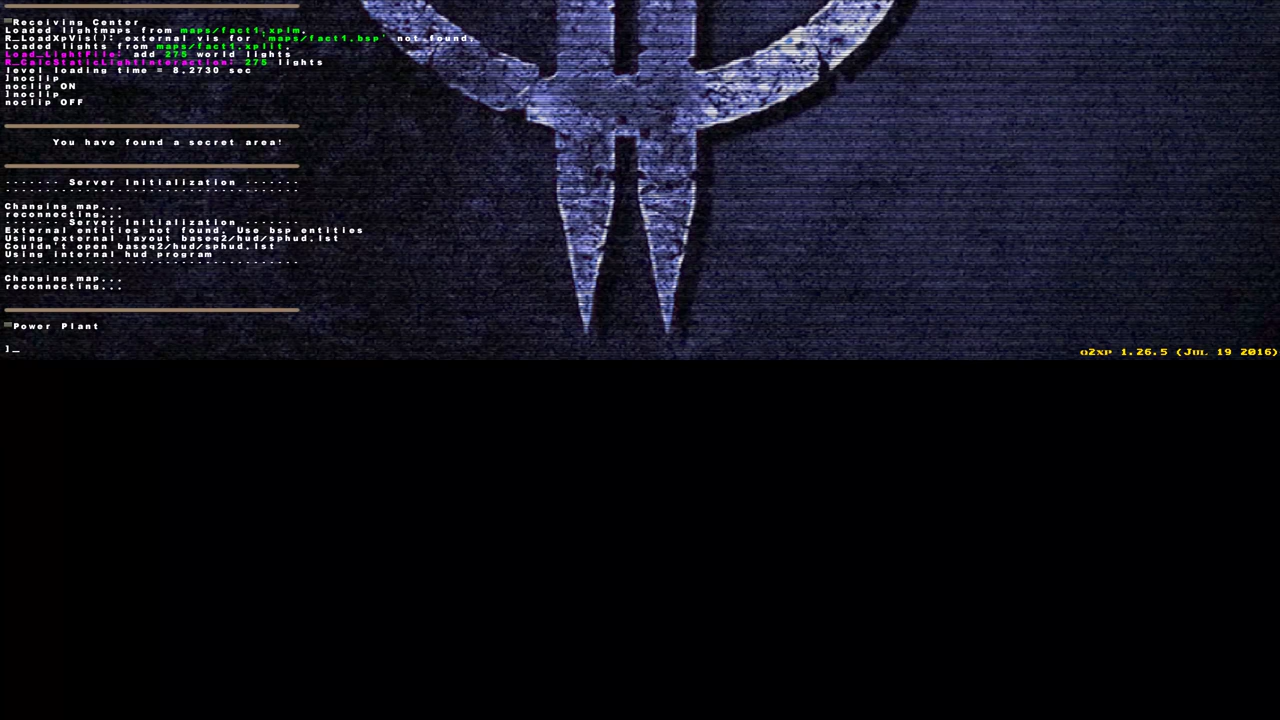 Receiving Center
Loaded lightmaps from maps/fact1.xplm.
R_LoadXpVis(): external vis for 'maps/fact1.bsp' not found.
Loaded lights from maps/fact1.xplit.
Load_LightFile: add 275 world lights
R_CalcStaticLightInteraction: 275 lights
level loading time = 8.2730 sec
]noclip
noclip ON
]noclip
noclip OFF
You have found a secret area!
------- Server Initialization -------
-------------------------------------
Changing map...
reconnecting...
------- Server Initialization -------
External entities not found. Use bsp entities
Using external layout baseq2/hud/sphud.lst
Couldn't open baseq2/hud/sphud.lst
Using internal hud program
-------------------------------------
Changing map...
reconnecting...
Power Plant
]_
q2xp 1.26.5 (Jul 19 2016)